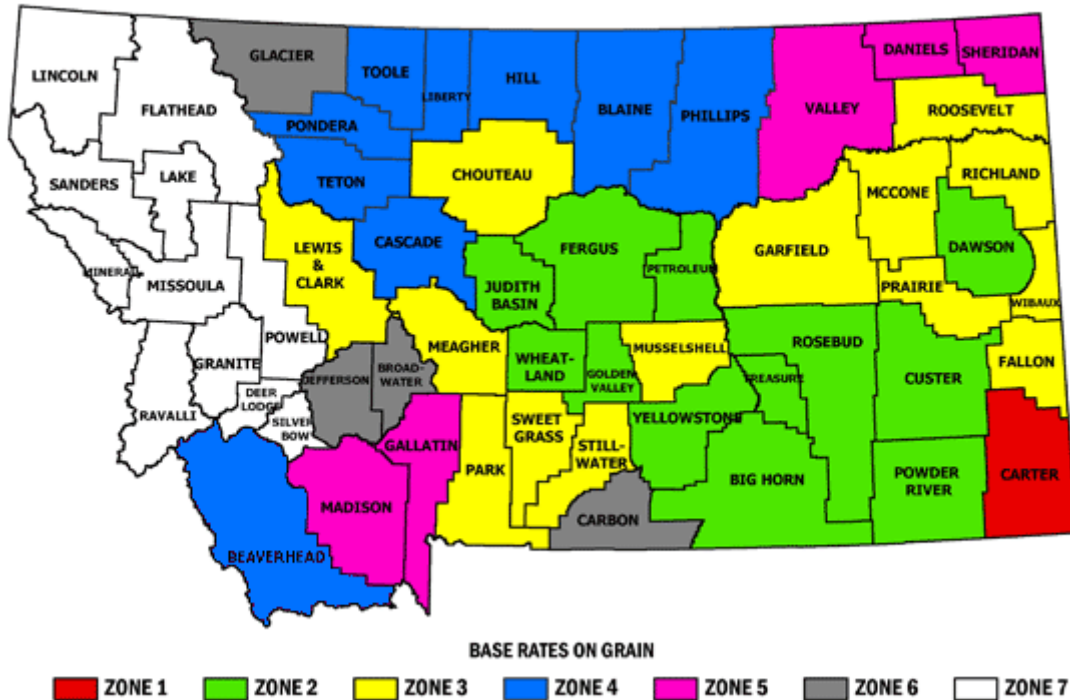 LINCOLN
FLATHEAD
GLACIER
TOOLE
LIBERTY
HILL
BLAINE
PHILLIPS
VALLEY
DANIELS
SHERIDAN
ROOSEVELT
PONDERA
TETON
CHOUTEAU
SANDERS
LAKE
MCCONE
RICHLAND
LEWIS
&
CLARK
CASCADE
FERGUS
PETROLEUM
GARFIELD
DAWSON
MINERAL
MISSOULA
JUDITH
BASIN
PRAIRIE
WIBAUX
POWELL
MEAGHER
WHEAT-
LAND
GOLDEN
VALLEY
MUSSELSHELL
ROSEBUD
TREASURE
CUSTER
FALLON
GRANITE
JEFFERSON
BROAD-
WATER
RAVALLI
DEER
LODGE
SILVER
BOW
GALLATIN
PARK
SWEET
GRASS
STILL-
WATER
YELLOWSTONE
BIG HORN
POWDER
RIVER
CARTER
MADISON
CARBON
BEAVERHEAD
BASE RATES ON GRAIN
ZONE 1 ZONE 2 ZONE 3 ZONE 4 ZONE 5 ZONE 6 ZONE 7